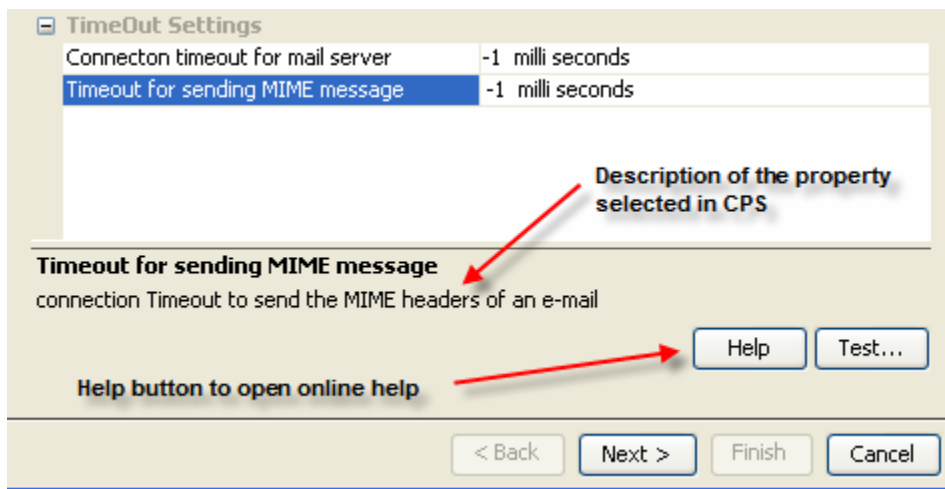 TimeOut Settings
Connecton timeout for mail server -1 milli seconds
Timeout for sending MIME message -1 milli seconds
Description of the property
selected in CPS
Timeout for sending MIME message
connection Timeout to send the MIME headers of an e-mail
Help Test...
Help button to open online help
< Back Next > Finish Cancel